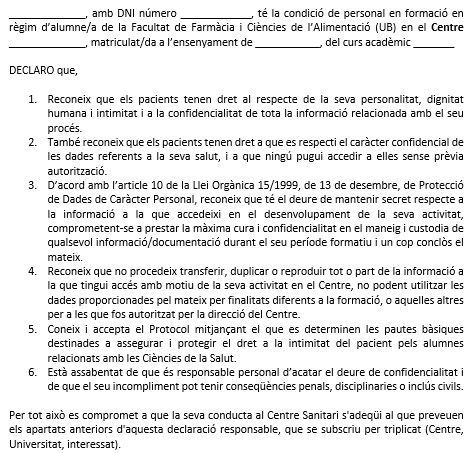 ______________, amb DNI número _____________, té la condició de personal en formació en
règim d'alumne/a de la Facultat de Farmàcia i Ciències de l'Alimentació (UB) en el Centre
______________, matriculat/da a l'ensenyament de ____________, del curs acadèmic _______
DECLARO que,
1. Reconeix que els pacients tenen dret al respecte de la seva personalitat, dignitat
humana i intimitat i a la confidencialitat de tota la informació relacionada amb el seu
procés.
2. També reconeix que els pacients tenen dret a que es respecti el caràcter confidencial de
les dades referents a la seva salut, i a que ningú pugui accedir a elles sense prèvia
autorització.
3. D'acord amb l'article 10 de la Llei Orgànica 15/1999, de 13 de desembre, de Protecció
de Dades de Caràcter Personal, reconeix que té el deure de mantenir secret respecte a
la informació a la que accedeixi en el desenvolupament de la seva activitat,
comprometent-se a prestar la màxima cura i confidencialitat en el maneig i custodia de
qualsevol informació/documentació durant el seu període formatiu i un cop conclòs el
mateix.
4. Reconeix que no procedeix transferir, duplicar o reproduir tot o part de la informació a
la que tingui accés amb motiu de la seva activitat en el Centre, no podent utilitzar les
dades proporcionades pel mateix per finalitats diferents a la formació, o aquelles altres
per a les que fos autoritzat per la direcció del Centre.
5. Coneix i accepta el Protocol mitjançant el que es determinen les pautes bàsiques
destinades a assegurar i protegir el dret a la intimitat del pacient pels alumnes
relacionats amb les Ciències de la Salut.
6. Està assabentat de que és responsable personal d'acatar el deure de confidencialitat i
de que el seu incompliment pot tenir conseqüències penals, disciplinaries o inclús civils.
Per tot això es compromet a que la seva conducta al Centre Sanitari s'adeqüi al que preveuen
els apartats anteriors d'aquesta declaració responsable, que se subscriu per triplicat (Centre,
Universitat, interessat).